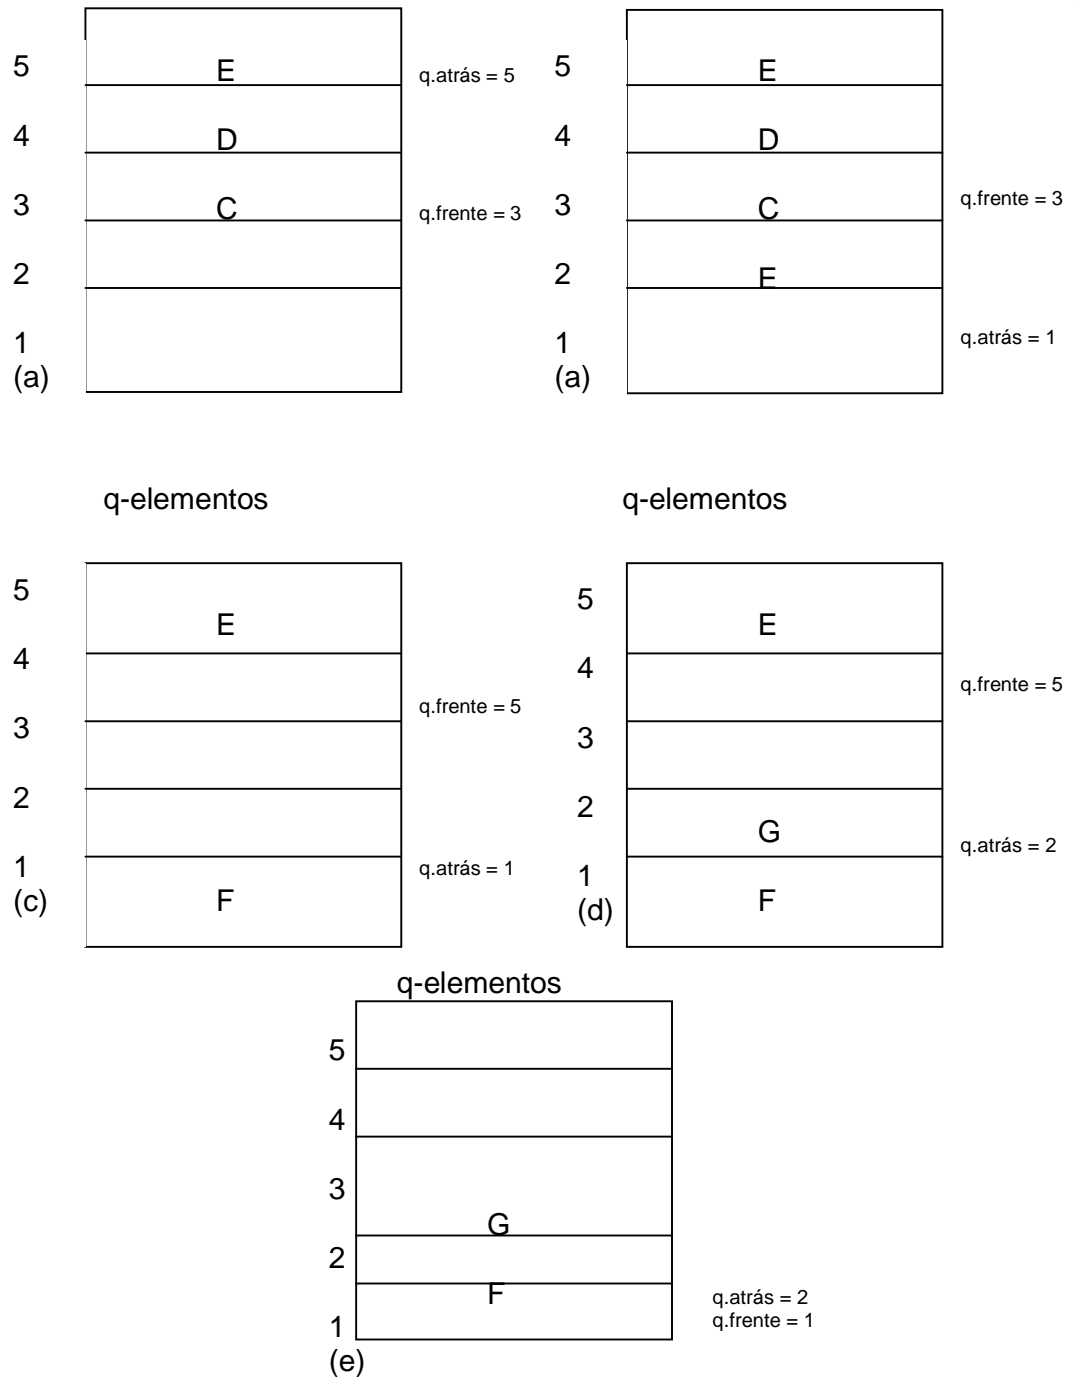 5 E q.atrás = 5
4 D
3 C q.frente = 3
2
1
(a)
5 E
4 D
3 C q.frente = 3
2 E
1 q.atrás = 1
(a)
q-elementos
5 E
4
q.frente = 5
3
2
1 q.atrás = 1
(c) F
q-elementos
5 E
4 q.frente = 5
3
2 G
q.atrás = 2
1
(d) F
q-elementos
5
4
3
G
2
F
q.atrás = 2
1 q.frente = 1
(e)